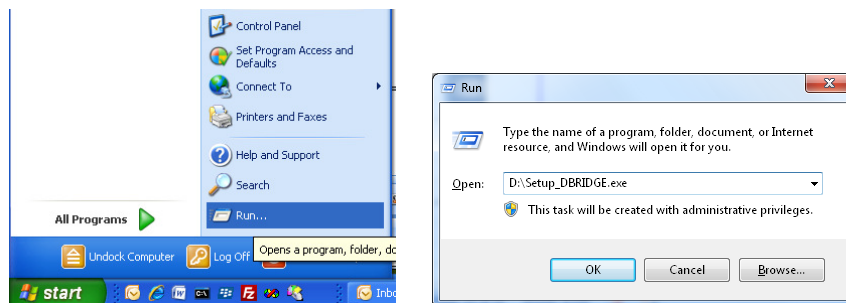 Control Panel
Set Program Access and
Defaults
Connect To
Printers and Faxes
Help and Support
Search
Run...
All Programs
Undock Computer
Log Off
Opens a program, folder, do
start
Inbo
Run
Type the name of a program, folder, document, or Internet
resource, and Windows will open it for you.
Open:
D:\Setup_DBRIDGE.exe
This task will be created with administrative privileges.
OK
Cancel
Browse...